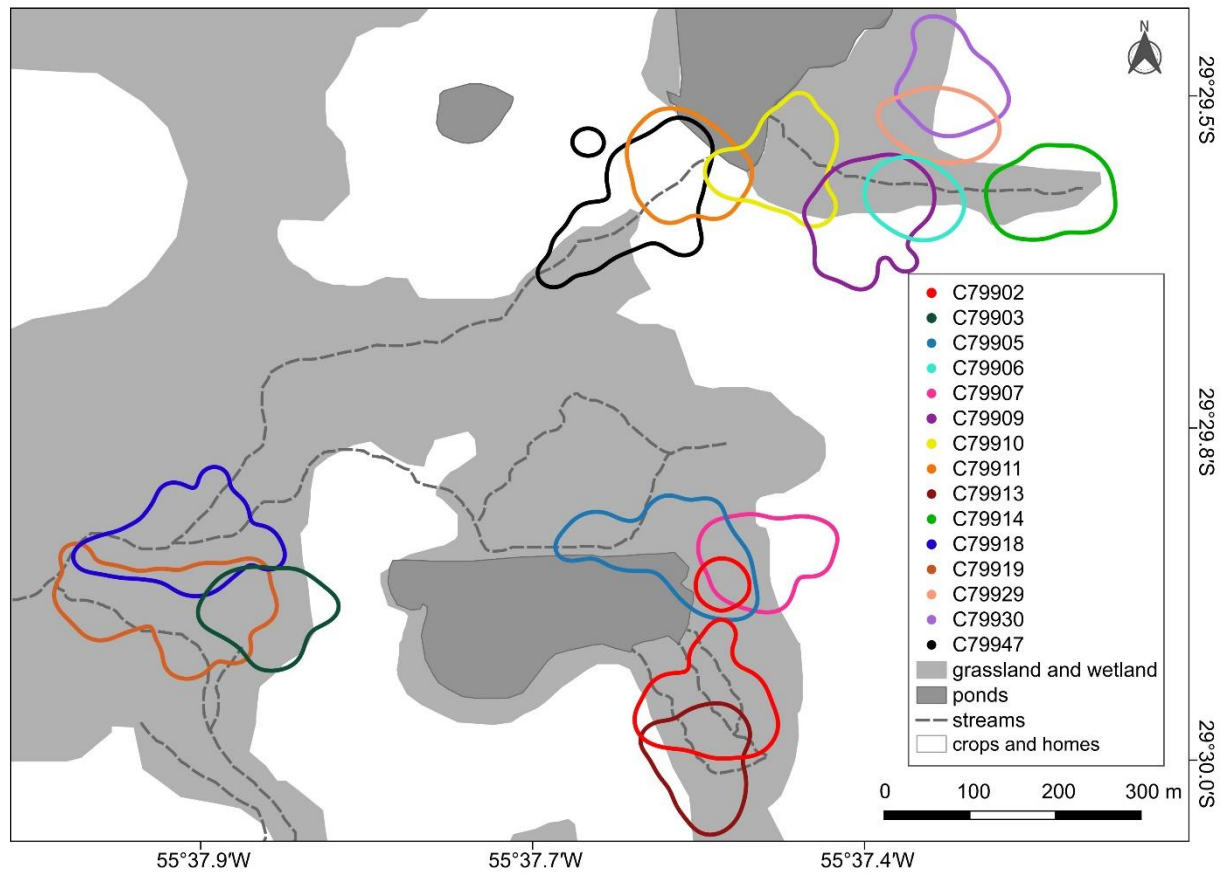 N
29°29.5'S
C79902
C79903
C79905
C79906
C79907
C79909
C79910
C79911
C79913
C79914
C79918
C79919
C79929
C79930
C79947
grassland and wetland
ponds
streams
crops and homes
29°29.8'S
29°30.0'S
0 100 200 300 m
55°37.9'W 55°37.7'W 55°37.4'W